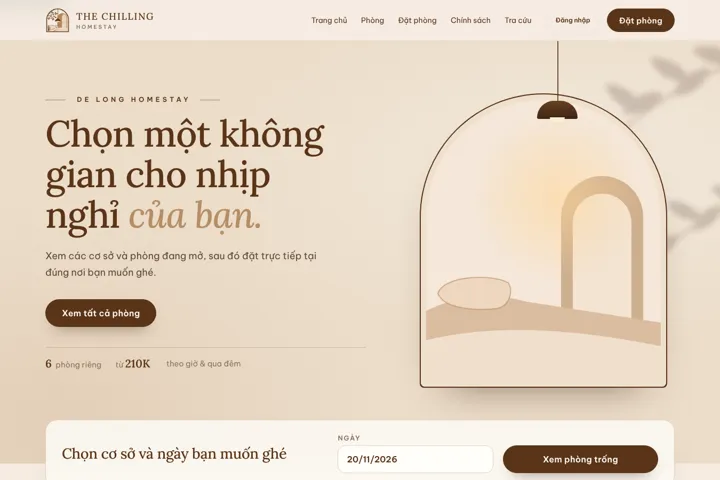 THE CHILLING
HOMESTAY
Trang chủ
Phòng
Đặt phòng
Chính sách
Tra cứu
Đăng nhập
Đặt phòng
DE LONG HOMESTAY
Chọn một không
gian cho nhịp
nghỉ của bạn.
Xem các cơ sở và phòng đang mở, sau đó đặt trực tiếp tại
đúng nơi bạn muốn ghé.
Xem tất cả phòng
6 phòng riêng
từ 210K
theo giờ & qua đêm
Chọn cơ sở và ngày bạn muốn ghé
NGÀY
20/11/2026
Xem phòng trống